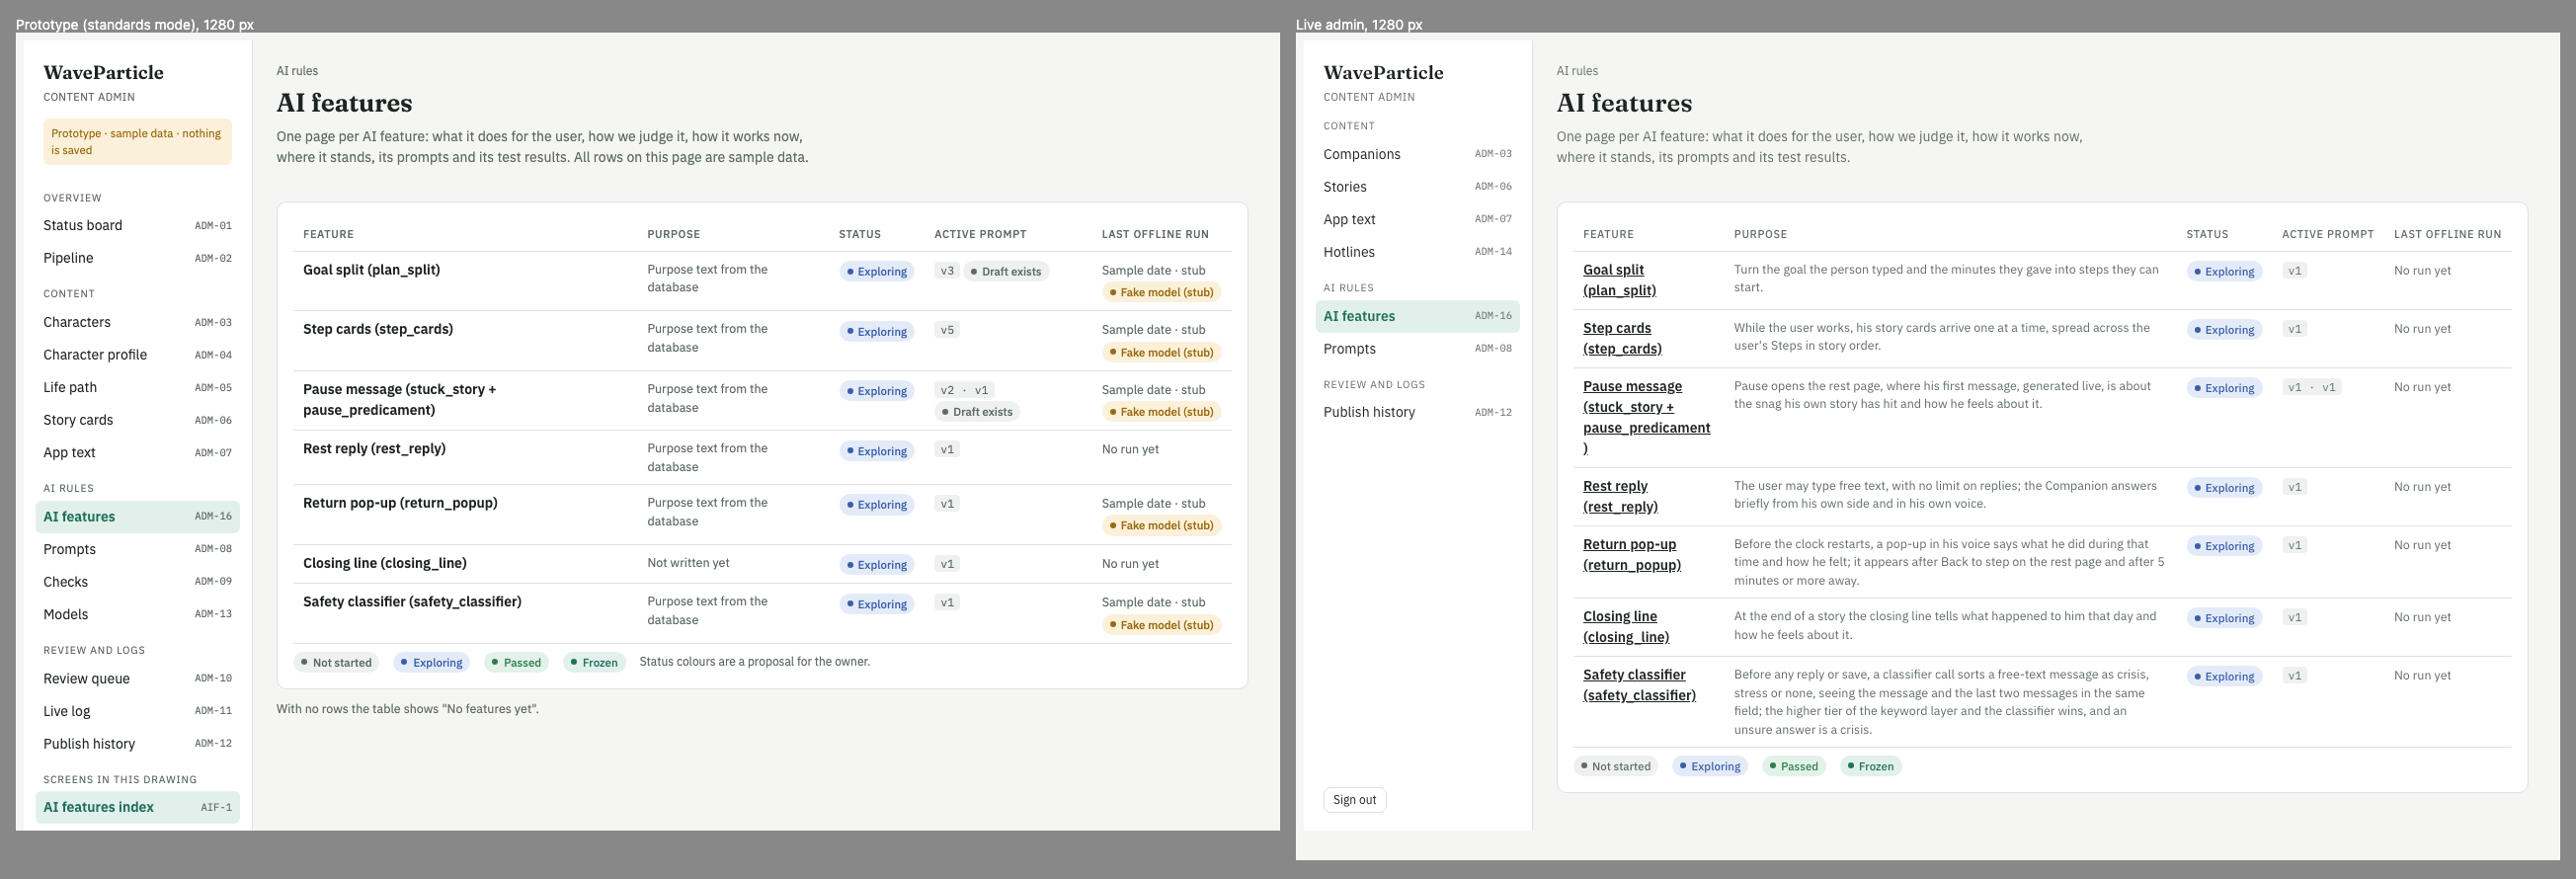 Prototype (standards mode), 1280 px
WaveParticle
CONTENT ADMIN
Prototype · sample data · nothing
is saved
OVERVIEW
Status board ADM-01
Pipeline ADM-02
CONTENT
Characters ADM-03
Character profile ADM-04
Life path ADM-05
Story cards ADM-06
App text ADM-07
AI RULES
AI features ADM-16
Prompts ADM-08
Checks ADM-09
Models ADM-13
REVIEW AND LOGS
Review queue ADM-10
Live log ADM-11
Publish history ADM-12
SCREENS IN THIS DRAWING
AI features index AIF-1
AI rules
AI features
One page per AI feature: what it does for the user, how we judge it, how it works now,
where it stands, its prompts and its test results. All rows on this page are sample data.
FEATURE PURPOSE STATUS ACTIVE PROMPT LAST OFFLINE RUN
Goal split (plan_split) Purpose text from the Exploring v3 Draft exists Sample date · stub
database Fake model (stub)
Step cards (step_cards) Purpose text from the Exploring v5 Sample date · stub
database Fake model (stub)
Pause message (stuck_story + Purpose text from the Exploring v2 · v1 Sample date · stub
pause_predicament) database Draft exists Fake model (stub)
Rest reply (rest_reply) Purpose text from the Exploring v1 No run yet
database
Return pop-up (return_popup) Purpose text from the Exploring v1 Sample date · stub
database Fake model (stub)
Closing line (closing_line) Not written yet Exploring v1 No run yet
Safety classifier (safety_classifier) Purpose text from the Exploring v1 Sample date · stub
database Fake model (stub)
Not started Exploring Passed Frozen Status colours are a proposal for the owner.
With no rows the table shows "No features yet".
Live admin, 1280 px
WaveParticle
CONTENT ADMIN
CONTENT
Companions ADM-03
Stories ADM-06
App text ADM-07
Hotlines ADM-14
AI RULES
AI features ADM-16
Prompts ADM-08
REVIEW AND LOGS
Publish history ADM-12
Sign out
AI rules
AI features
One page per AI feature: what it does for the user, how we judge it, how it works now,
where it stands, its prompts and its test results.
FEATURE PURPOSE STATUS ACTIVE PROMPT LAST OFFLINE RUN
Goal split Turn the goal the person typed and the minutes they gave into steps they can Exploring v1 No run yet
(plan_split) start.
Step cards While the user works, his story cards arrive one at a time, spread across the Exploring v1 No run yet
(step_cards) user's Steps in story order.
Pause message Pause opens the rest page, where his first message, generated live, is about Exploring v1 · v1 No run yet
(stuck_story + the snag his own story has hit and how he feels about it.
pause_predicament
)
Rest reply The user may type free text, with no limit on replies; the Companion answers Exploring v1 No run yet
(rest_reply) briefly from his own side and in his own voice.
Return pop-up Before the clock restarts, a pop-up in his voice says what he did during that Exploring v1 No run yet
(return_popup) time and how he felt; it appears after Back to step on the rest page and after 5
minutes or more away.
Closing line At the end of a story the closing line tells what happened to him that day and Exploring v1 No run yet
(closing_line) how he feels about it.
Safety classifier Before any reply or save, a classifier call sorts a free-text message as crisis, Exploring v1 No run yet
(safety_classifier) stress or none, seeing the message and the last two messages in the same
field; the higher tier of the keyword layer and the classifier wins, and an
unsure answer is a crisis.
Not started Exploring Passed Frozen